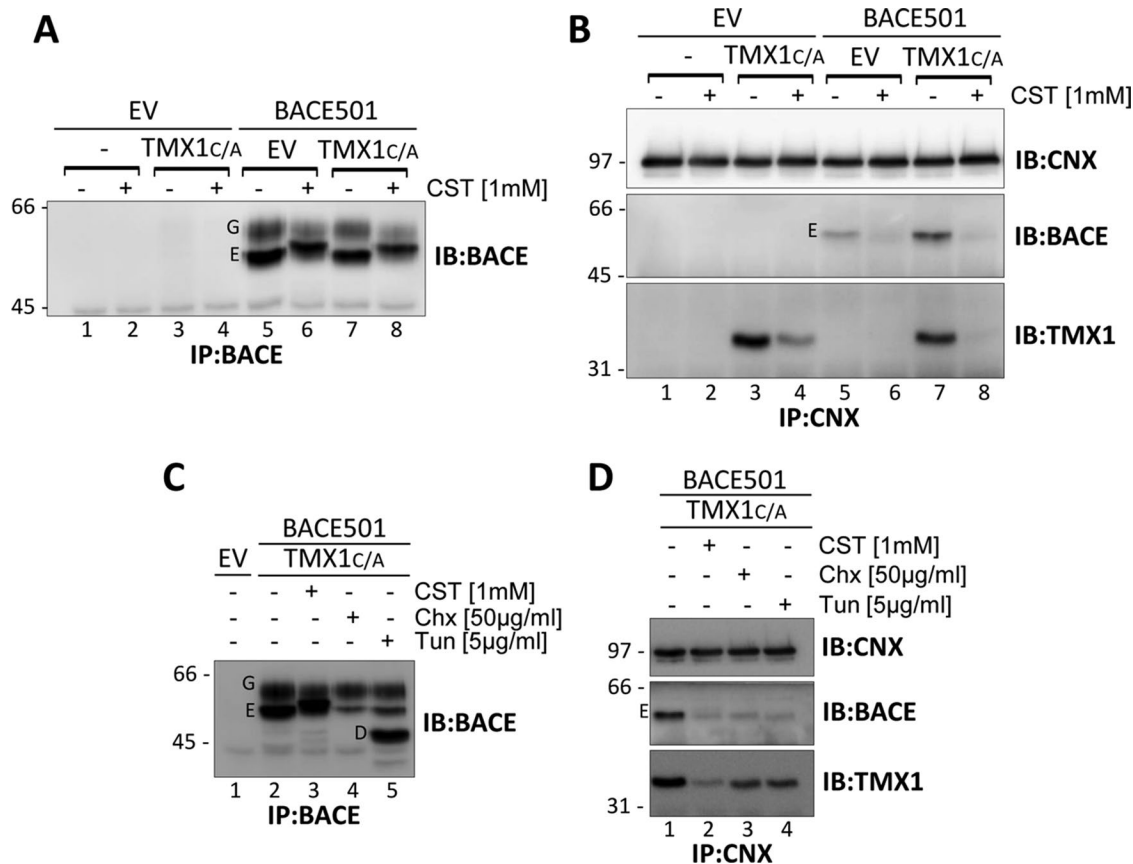 A
EV BACE501
- TMX1C/A EV TMX1C/A
- + - + - + - + CST [1mM]
66 -
G
E
IB:BACE
45 -
1 2 3 4 5 6 7 8
IP:BACE
B
EV BACE501
- TMX1C/A EV TMX1C/A
- + - + - + - + CST [1mM]
97 - IB:CNX
66 -
E IB:BACE
45 -
IB:TMX1
31 -
1 2 3 4 5 6 7 8
IP:CNX
C
BACE501
EV TMX1C/A
- - + - - CST [1mM]
- - - + - Chx [50µg/ml]
- - - - + Tun [5µg/ml]
66 -
G
E
IB:BACE
D
45 -
1 2 3 4 5
IP:BACE
D
BACE501
TMX1C/A
- + - - CST [1mM]
- - + - Chx [50µg/ml]
- - - + Tun [5µg/ml]
97 - IB:CNX
66 -
E IB:BACE
45 -
IB:TMX1
31 -
1 2 3 4
IP:CNX